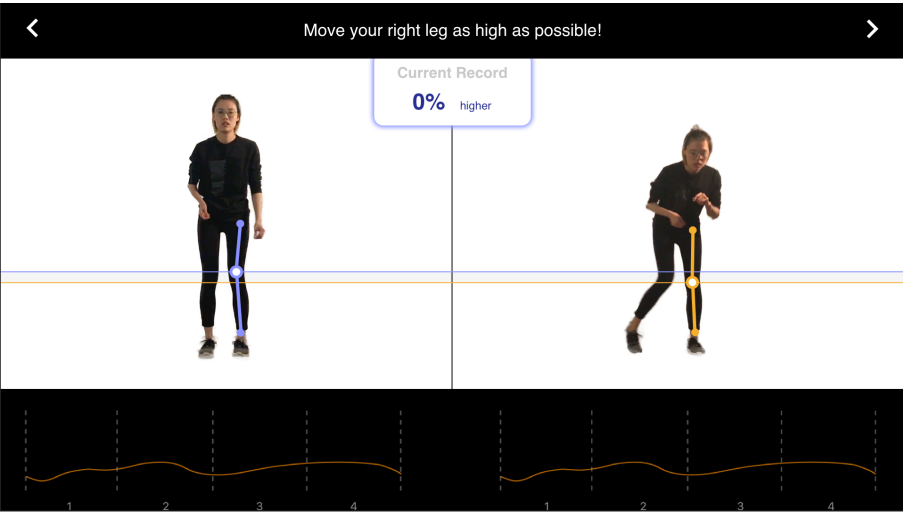 Move your right leg as high as possible!
Current Record
0% higher
1 2 3 4 1 2 3 4